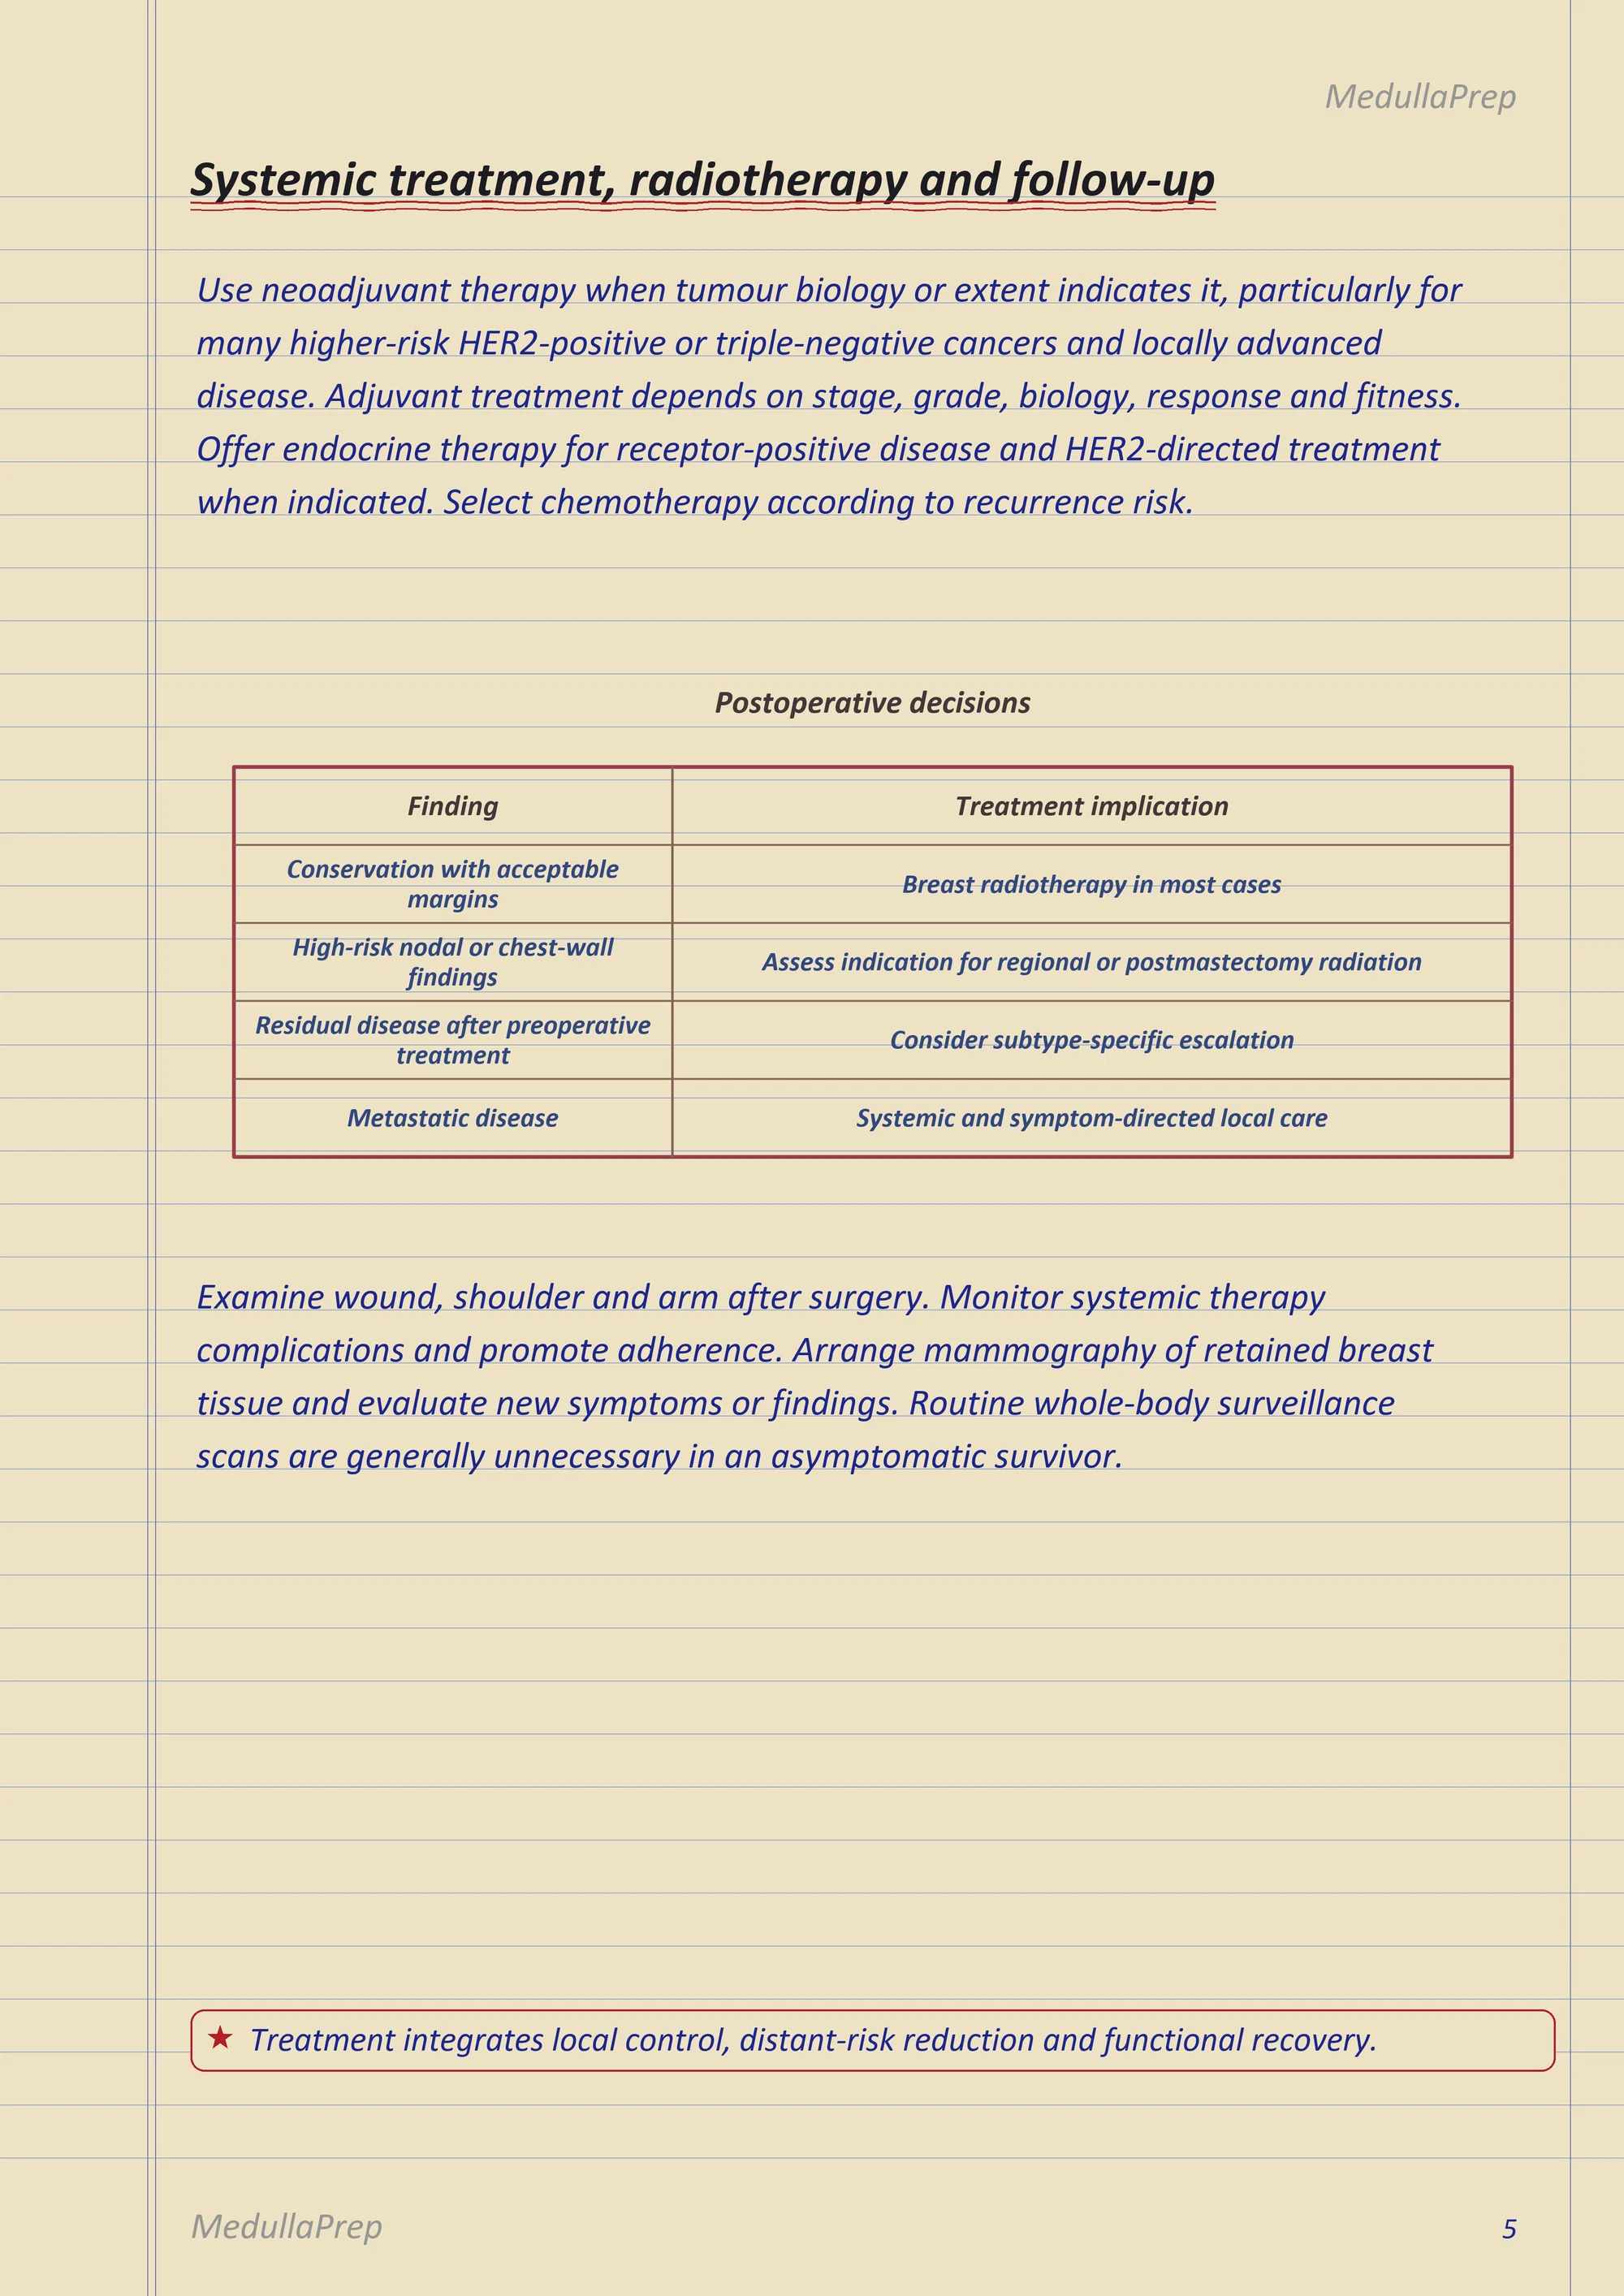 MedullaPrep
Systemic treatment, radiotherapy and follow-up
Use neoadjuvant therapy when tumour biology or extent indicates it, particularly for
many higher-risk HER2-positive or triple-negative cancers and locally advanced
disease. Adjuvant treatment depends on stage, grade, biology, response and fitness.
Offer endocrine therapy for receptor-positive disease and HER2-directed treatment
when indicated. Select chemotherapy according to recurrence risk.
Postoperative decisions
Finding
Treatment implication
Conservation with acceptable
margins
Breast radiotherapy in most cases
High-risk nodal or chest-wall
findings
Assess indication for regional or postmastectomy radiation
Residual disease after preoperative
treatment
Consider subtype-specific escalation
Metastatic disease
Systemic and symptom-directed local care
Examine wound, shoulder and arm after surgery. Monitor systemic therapy
complications and promote adherence. Arrange mammography of retained breast
tissue and evaluate new symptoms or findings. Routine whole-body surveillance
scans are generally unnecessary in an asymptomatic survivor.
★ Treatment integrates local control, distant-risk reduction and functional recovery.
MedullaPrep
5